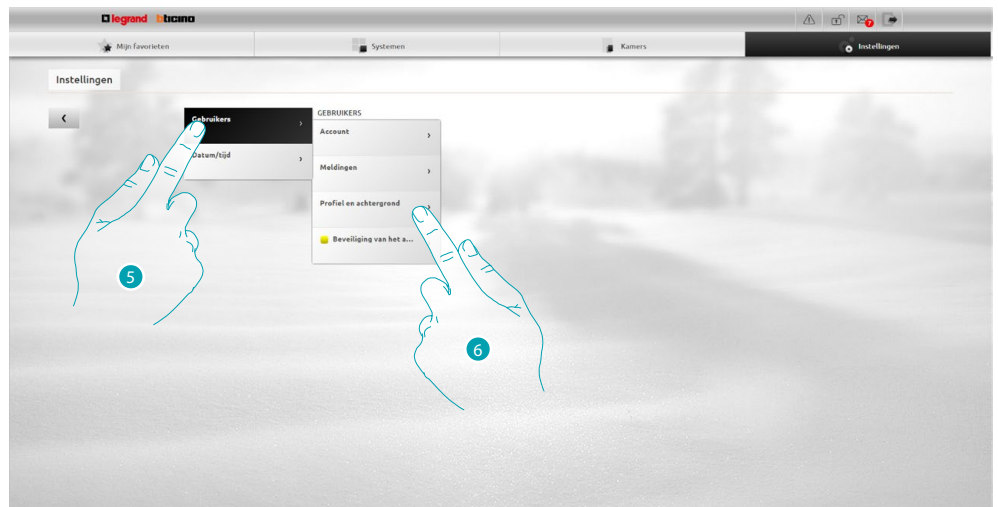 legrand bticino
7
Mijn favorieten
Systemen
Kamers
Instellingen
Instellingen
Gebruikers
Datum/tijd
GEBRUIKERS
Account
Meldingen
Profiel en achtergrond
Beveiliging van het a...
5
6